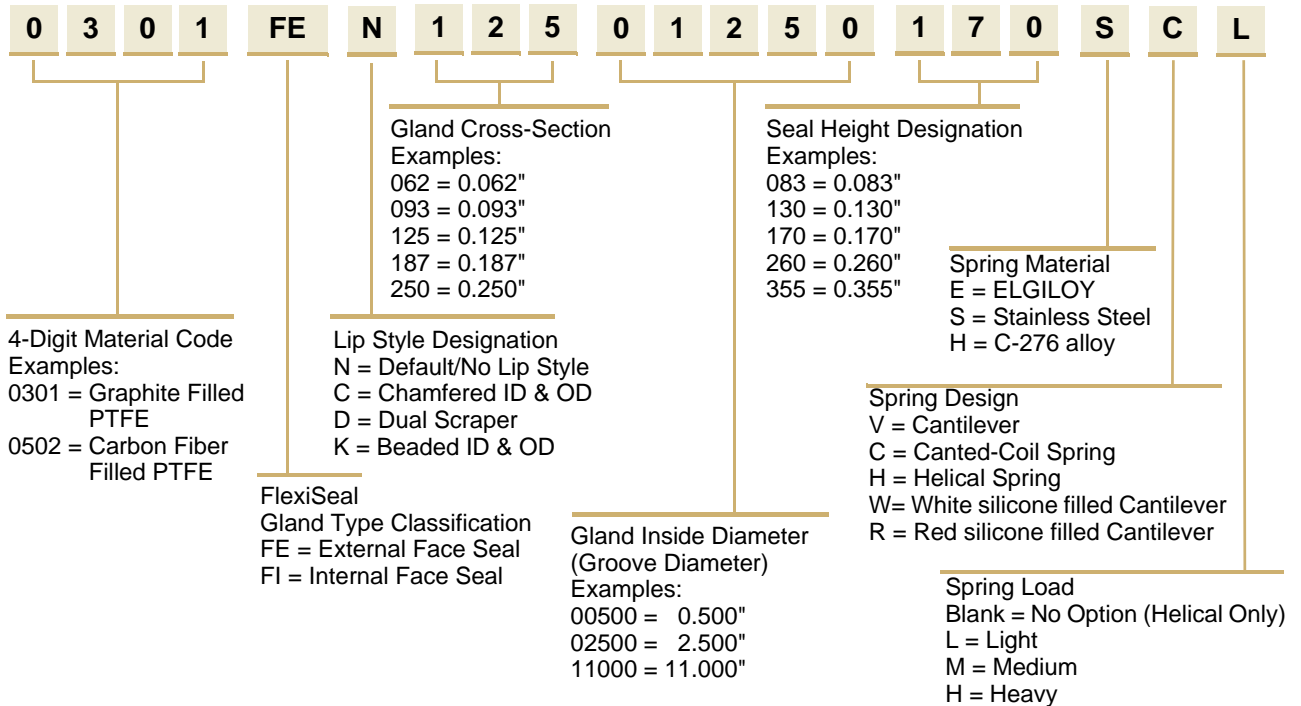 0 3 0 1 FE N 1 2 5 0 1 2 5 0 1 7 0 S C L
Gland Cross-Section
Examples:
062 = 0.062"
093 = 0.093"
125 = 0.125"
187 = 0.187"
250 = 0.250"
Seal Height Designation
Examples:
083 = 0.083"
130 = 0.130"
170 = 0.170"
260 = 0.260"
355 = 0.355"
Spring Material
E = ELGILOY
S = Stainless Steel
H = C-276 alloy
4-Digit Material Code
Examples:
0301 = Graphite Filled
PTFE
0502 = Carbon Fiber
Filled PTFE
Lip Style Designation
N = Default/No Lip Style
C = Chamfered ID & OD
D = Dual Scraper
K = Beaded ID & OD
Spring Design
V = Cantilever
C = Canted-Coil Spring
H = Helical Spring
W= White silicone filled Cantilever
R = Red silicone filled Cantilever
FlexiSeal
Gland Type Classification
FE = External Face Seal
FI = Internal Face Seal
Gland Inside Diameter
(Groove Diameter)
Examples:
00500 = 0.500"
02500 = 2.500"
11000 = 11.000"
Spring Load
Blank = No Option (Helical Only)
L = Light
M = Medium
H = Heavy